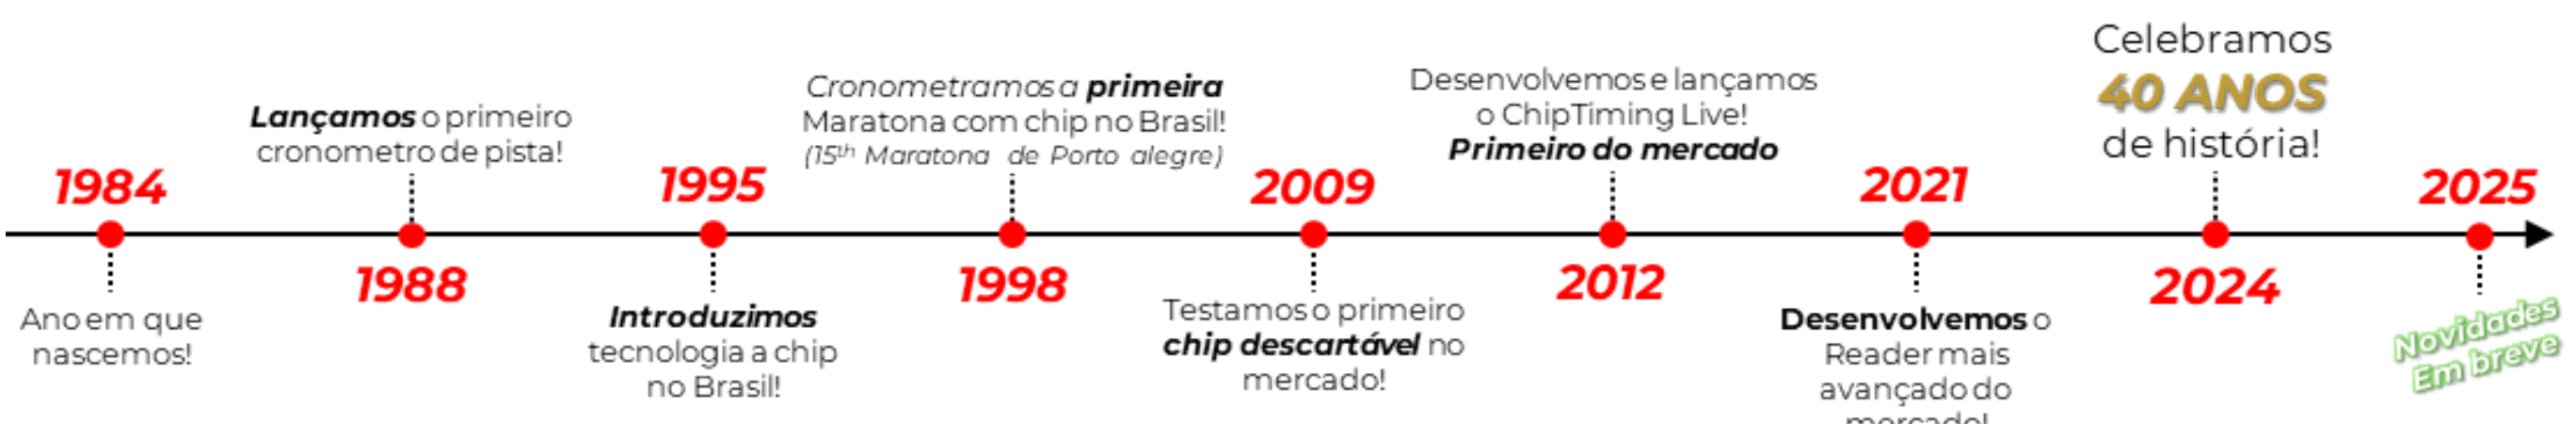 1984
Ano em que
nascemos!
Lançamos o primeiro
cronometro de pista!
1988
1995
Introduzimos
tecnologia a chip
no Brasil!
Cronometramos a primeira
Maratona com chip no Brasil!
(15th Maratona de Porto alegre)
1998
2009
Testamos o primeiro
chip descartável no
mercado!
Desenvolvemos e lançamos
o ChipTiming Live!
Primeiro do mercado
2012
2021
Desenvolvemos o
Reader mais
avançado do
mercado!
Celebramos
40 ANOS
de história!
2024
2025
Novidades
Em breve